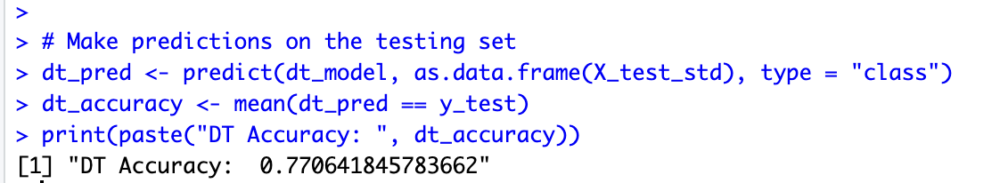 >
> # Make predictions on the testing set
> dt_pred <- predict(dt_model, as.data.frame(X_test_std), type = "class")
> dt_accuracy <- mean(dt_pred == y_test)
> print(paste("DT Accuracy: ", dt_accuracy))
[1] "DT Accuracy:  0.770641845783662"